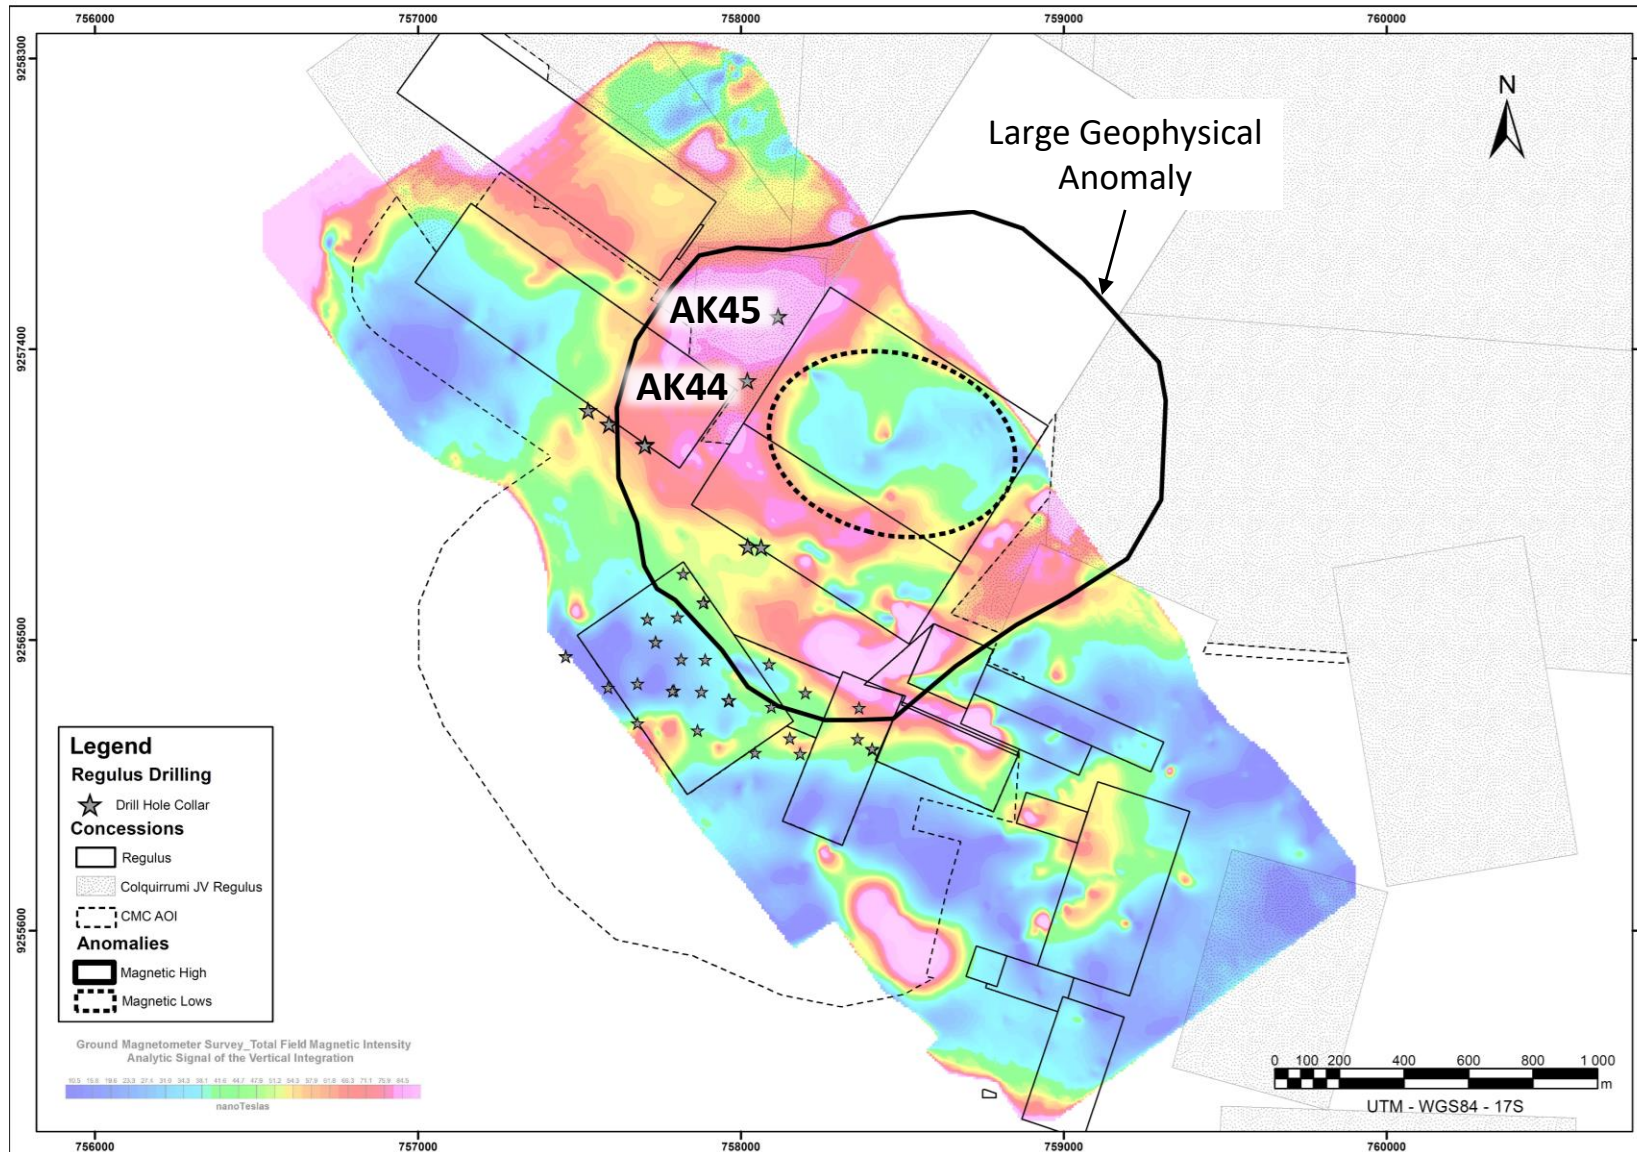 756000 757000 758000 759000 760000
9258300
N
Large Geophysical
Anomaly
AK45
9257400
AK44
9256500
Legend
Regulus Drilling
Drill Hole Collar
Concessions
Regulus
Colquirrumi JV Regulus
CMC AOI
Anomalies
Magnetic High
Magnetic Lows
9255600
Ground Magnetometer Survey_Total Field Magnetic Intensity
Analytic Signal of the Vertical Integration
nanoTeslas
0 100 200 400 600 800 1 000
m
UTM - WGS84 - 17S
756000 757000 758000 759000 760000